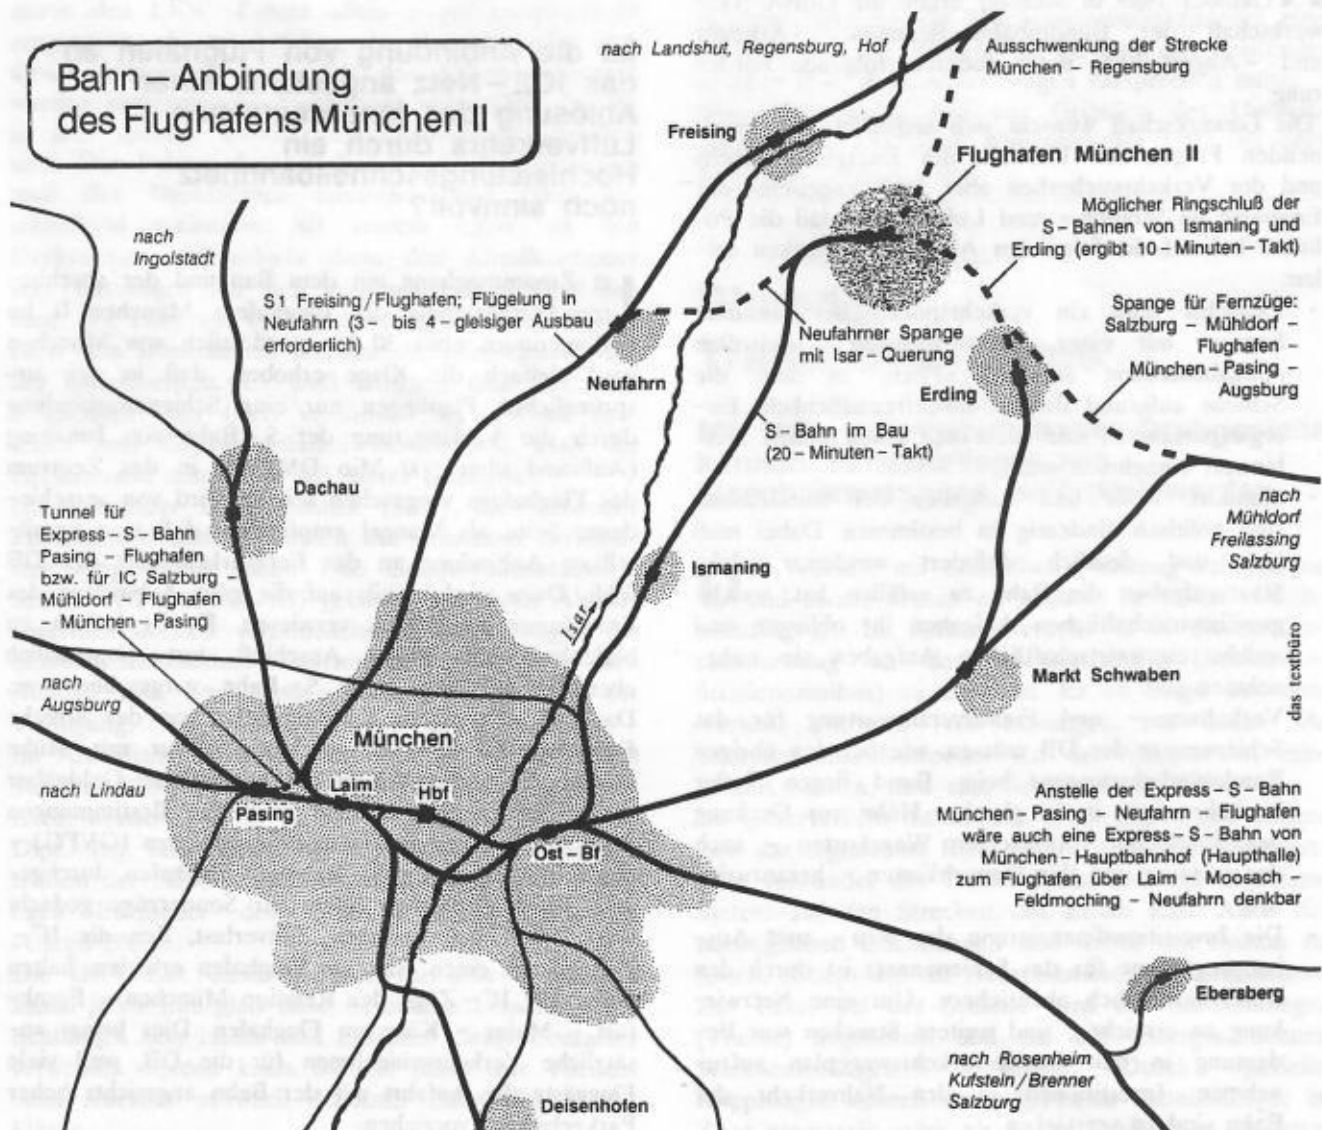 Bahn – Anbindung
des Flughafens München II
nach Landshut, Regensburg, Hof
Ausschwenkung der Strecke
München – Regensburg
Freising
Flughafen München II
Möglicher Ringschluß der
S – Bahnen von Ismaning und
Erding (ergibt 10 – Minuten – Takt)
nach
Ingolstadt
S1 Freising / Flughafen; Flügelung in
Neufahrn (3 – bis 4 – gleisiger Ausbau
erforderlich)
Spange für Fernzüge:
Salzburg – Mühldorf –
Flughafen –
München – Pasing –
Augsburg
Neufahrner Spange
mit Isar – Querung
Neufahrn
Erding
S – Bahn im Bau
(20 – Minuten – Takt)
Dachau
nach
Mühldorf
Freilassing
Salzburg
Tunnel für
Express – S – Bahn
Pasing – Flughafen
bzw. für IC Salzburg –
Mühldorf – Flughafen
– München – Pasing
Ismaning
Isar
Markt Schwaben
das textbüro
nach
Augsburg
München
nach Lindau
Laim
Hbf
Pasing
Ost – Bf
Anstelle der Express – S – Bahn
München – Pasing – Neufahrn – Flughafen
wäre auch eine Express – S – Bahn von
München – Hauptbahnhof (Haupthalle)
zum Flughafen über Laim – Moosach –
Feldmoching – Neufahrn denkbar
Ebersberg
nach Rosenheim
Kufstein / Brenner
Salzburg
Deisenhofen